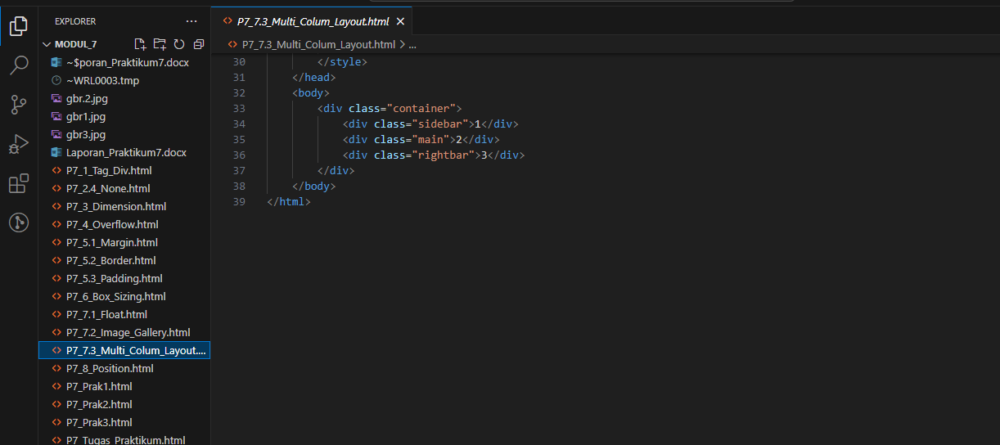 EXPLORER
MODUL_7
~$poran_Praktikum7.docx
~WRL0003.tmp
gbr.2.jpg
gbr1.jpg
gbr3.jpg
Laporan_Praktikum7.docx
P7_1_Tag_Div.html
P7_2.4_None.html
P7_3_Dimension.html
P7_4_Overflow.html
P7_5.1_Margin.html
P7_5.2_Border.html
P7_5.3_Padding.html
P7_6_Box_Sizing.html
P7_7.1_Float.html
P7_7.2_Image_Gallery.html
P7_7.3_Multi_Colum_Layout....
P7_8_Position.html
P7_Prak1.html
P7_Prak2.html
P7_Prak3.html
P7_Tugas_Praktikum.html
P7_7.3_Multi_Colum_Layout.html
P7_7.3_Multi_Colum_Layout.html > ...
30 </style>
31 </head>
32 <body>
33 <div class="container">
34 <div class="sidebar">1</div>
35 <div class="main">2</div>
36 <div class="rightbar">3</div>
37 </div>
38 </body>
39 </html>